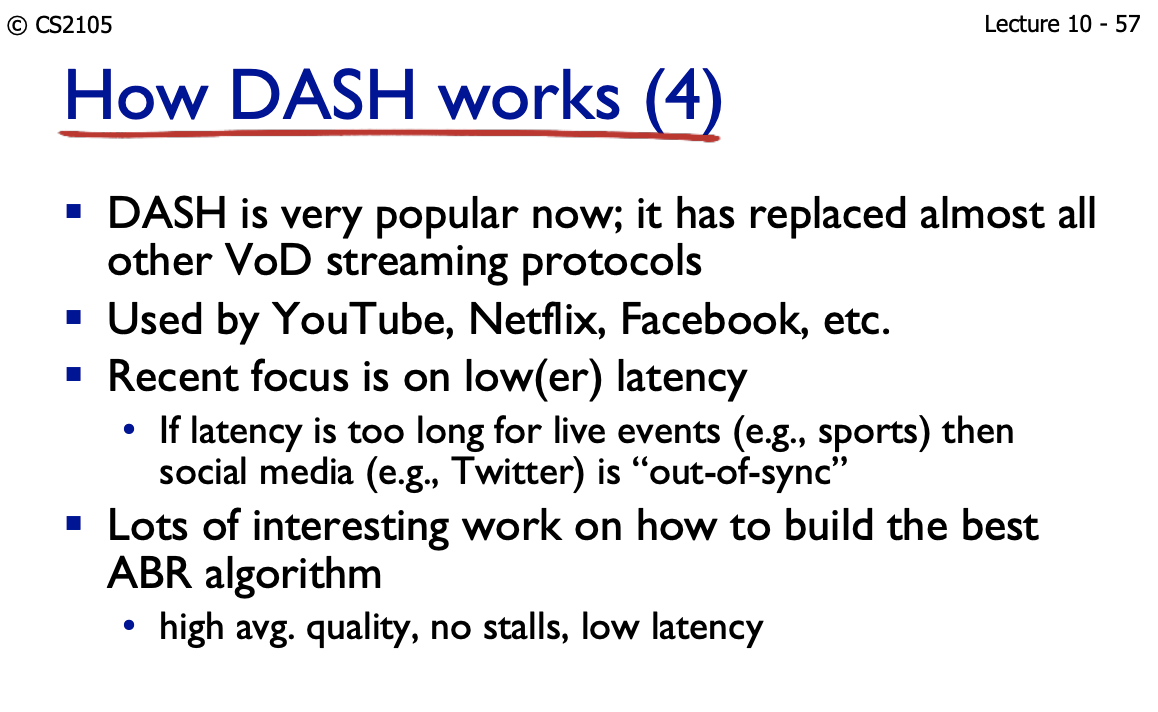 © CS2105
Lecture 10 - 57
How DASH works (4)
▪ DASH is very popular now; it has replaced almost all
other VoD streaming protocols
▪ Used by YouTube, Netflix, Facebook, etc.
▪ Recent focus is on low(er) latency
• If latency is too long for live events (e.g., sports) then
social media (e.g., Twitter) is “out-of-sync”
▪ Lots of interesting work on how to build the best
ABR algorithm
• high avg. quality, no stalls, low latency